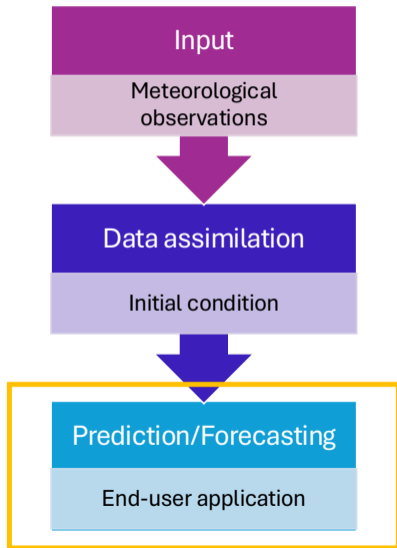 Input
Meteorological
observations
Data assimilation
Initial condition
Prediction/Forecasting
End-user application